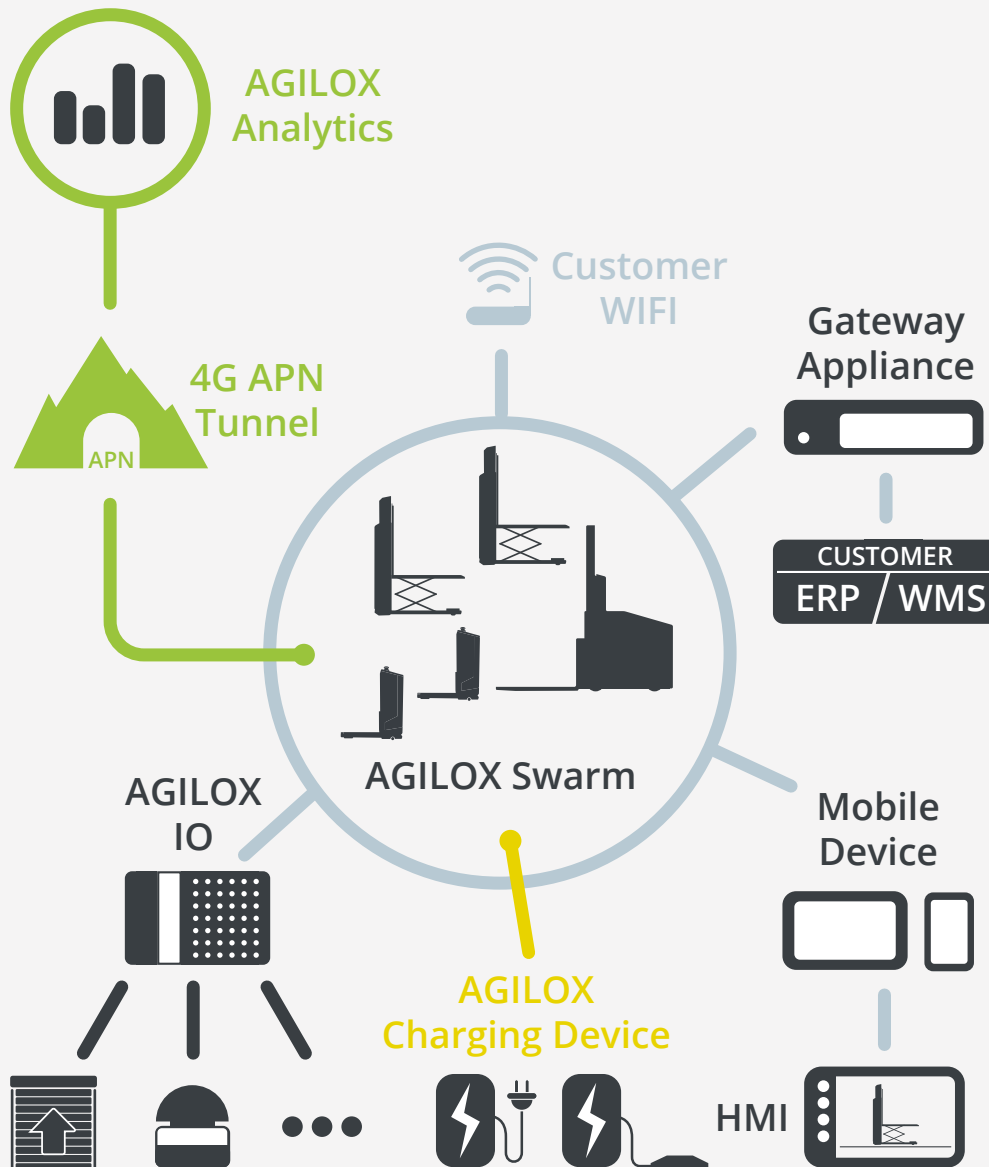 AGILOX
Analytics
Customer
WIFI
Gateway
Appliance
4G APN
Tunnel
APN
CUSTOMER
ERP / WMS
AGILOX Swarm
AGILOX
IO
Mobile
Device
AGILOX
Charging Device
HMI